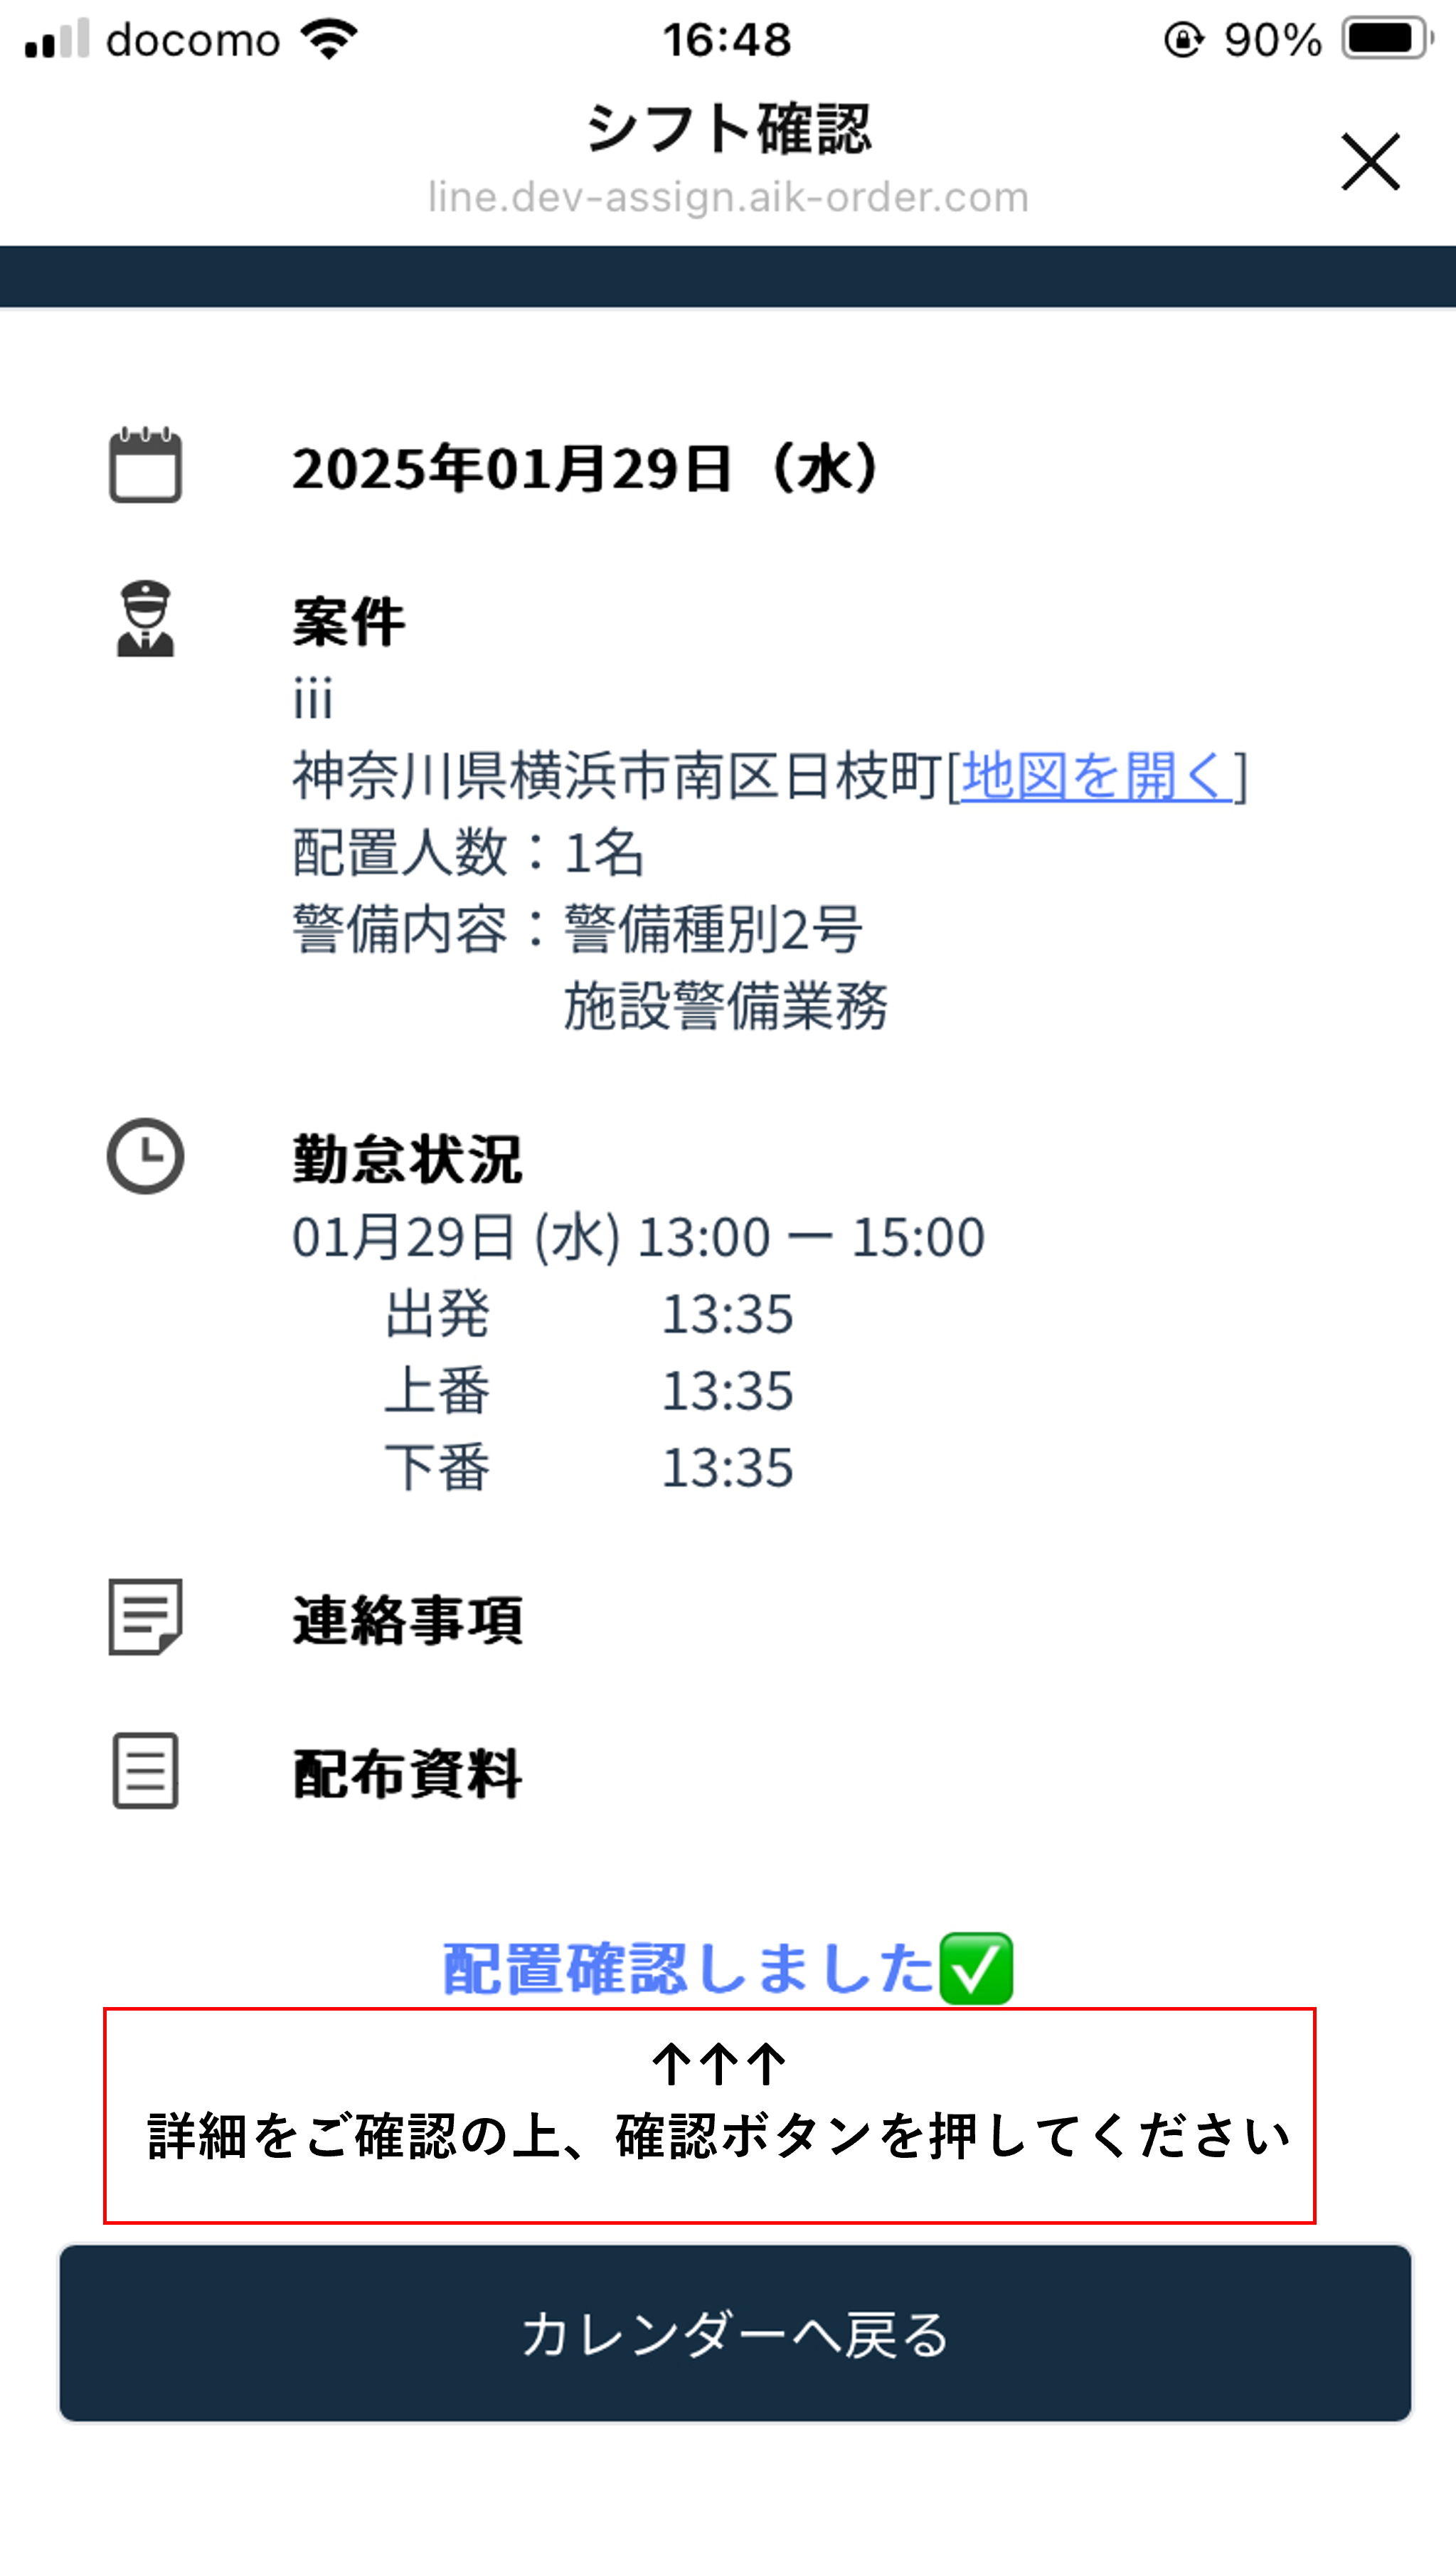 docomo 16:48 90%
シフト確認
line.dev-assign.aik-order.com
2025年01月29日（水）
案件
iii
神奈川県横浜市南区日枝町[地図を開く]
配置人数：1名
警備内容：警備種別2号
施設警備業務
勤怠状況
01月29日 (水) 13:00 ー 15:00
出発 13:35
上番 13:35
下番 13:35
連絡事項
配布資料
配置確認しました✅
↑↑↑
詳細をご確認の上、確認ボタンを押してください
カレンダーへ戻る